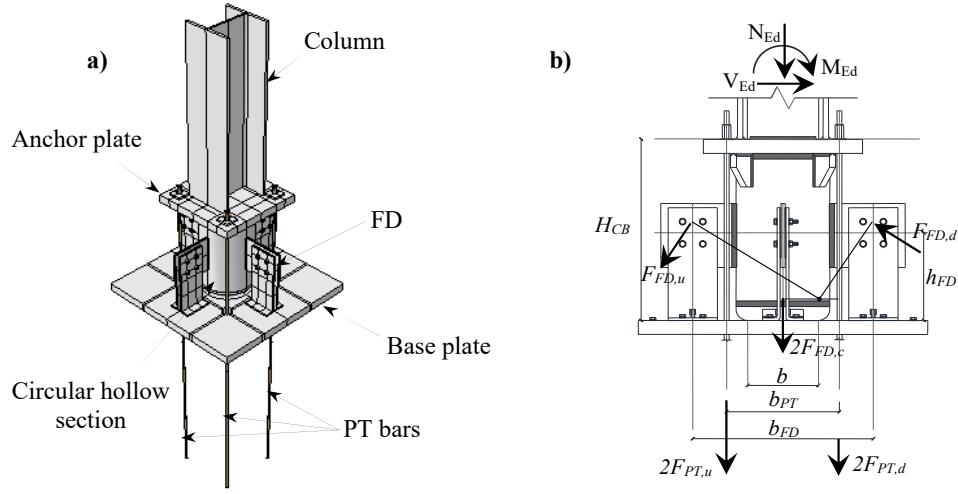 a)
Column
Anchor plate
FD
Base plate
Circular hollow
section
PT bars
b)
N_Ed
V_Ed
M_Ed
H_CB
F_FD,u
F_FD,d
h_FD
2F_FD,c
b
b_PT
b_FD
2F_PT,u
2F_PT,d